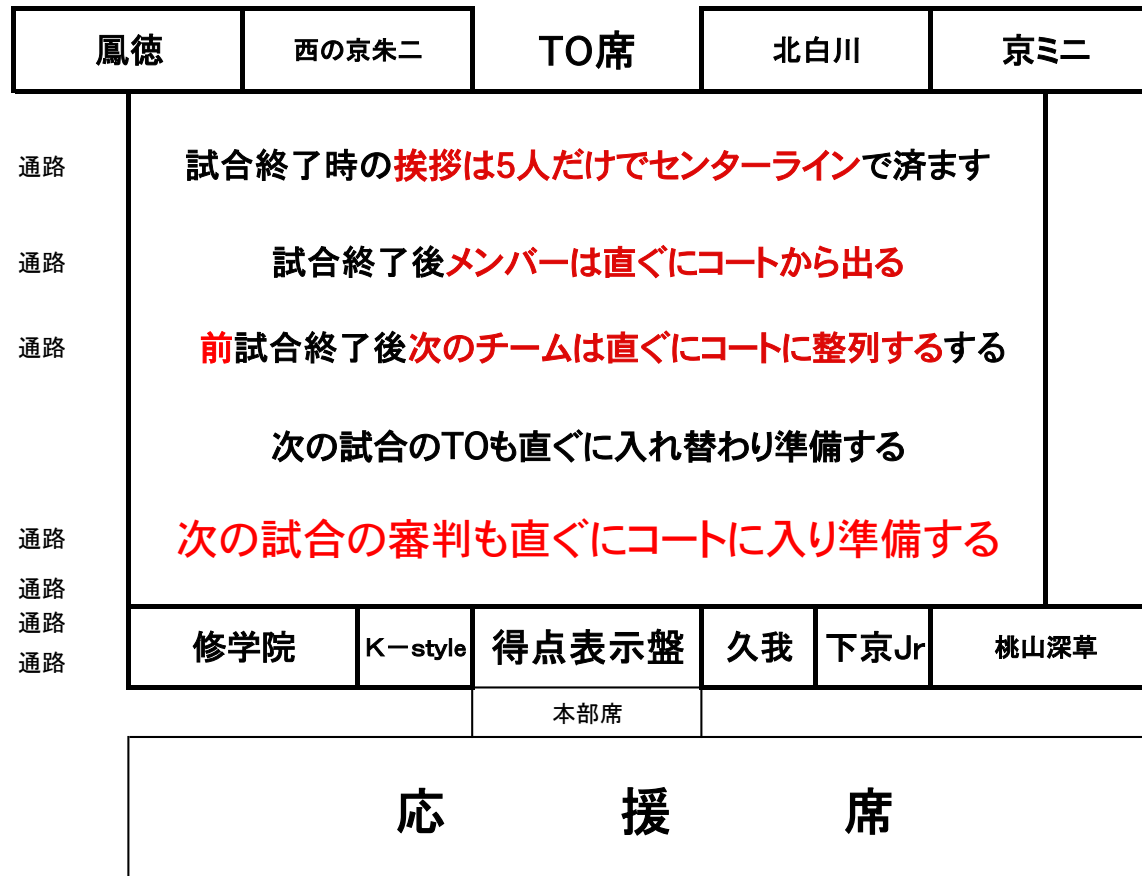 鳳徳 西の京朱二 TO席 北白川 京ミニ
通路 試合終了時の挨拶は5人だけでセンターラインで済ます
通路 試合終了後メンバーは直ぐにコートから出る
通路 前試合終了後次のチームは直ぐにコートに整列するする
次の試合のTOも直ぐに入れ替わり準備する
通路 次の試合の審判も直ぐにコートに入り準備する
通路
通路
通路
修学院 K－style 得点表示盤 久我 下京Jr 桃山深草
本部席
応 援 席